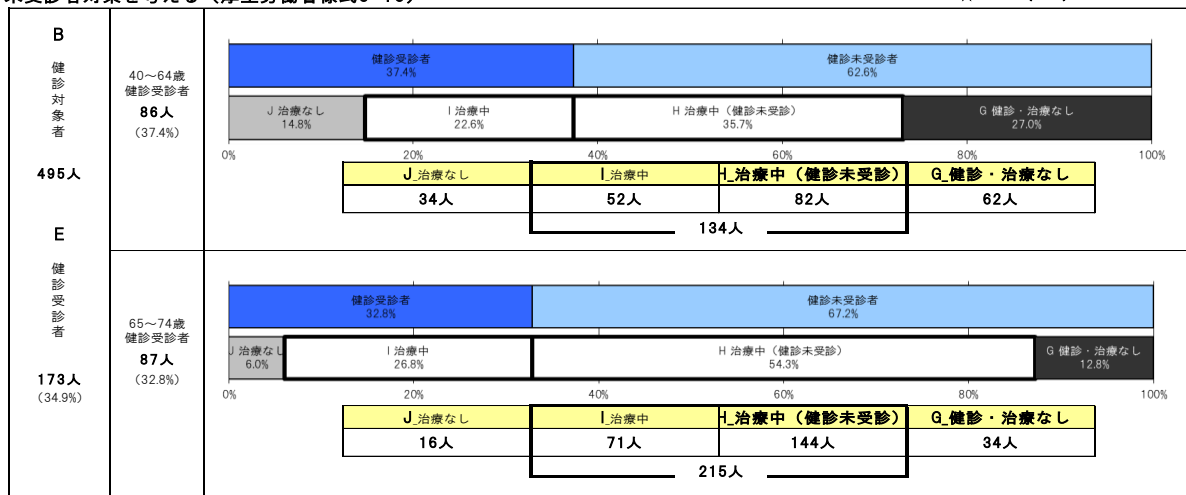 B
健診対象者
495人
E
健診受診者
173人
(34.9%)
40～64歳
健診受診者
86人
(37.4%)
健診受診者
37.4%
健診未受診者
62.6%
J 治療なし
14.8%
I 治療中
22.6%
H 治療中（健診未受診）
35.7%
G 健診・治療なし
27.0%
0% 20% 40% 60% 80% 100%
J_治療なし I_治療中 H_治療中（健診未受診） G_健診・治療なし
34人 52人 82人 62人
134人
65～74歳
健診受診者
87人
(32.8%)
健診受診者
32.8%
健診未受診者
67.2%
J 治療なし
6.0%
I 治療中
26.8%
H 治療中（健診未受診）
54.3%
G 健診・治療なし
12.8%
0% 20% 40% 60% 80% 100%
J_治療なし I_治療中 H_治療中（健診未受診） G_健診・治療なし
16人 71人 144人 34人
215人